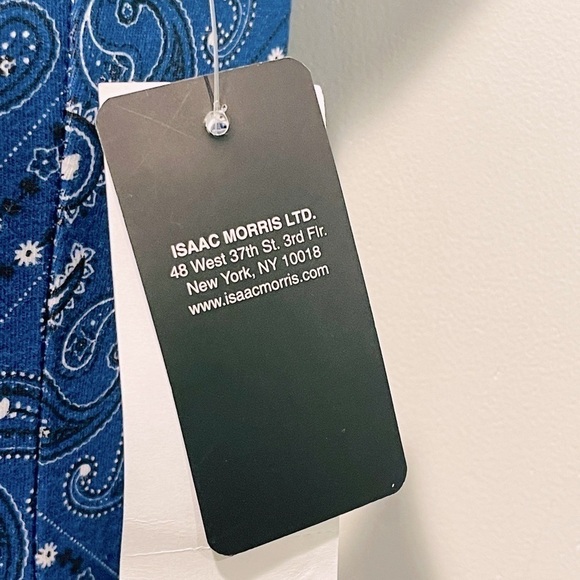 ISAAC MORRIS LTD.
48 West 37th St. 3rd Flr.
New York, NY 10018
www.isaacmorris.com